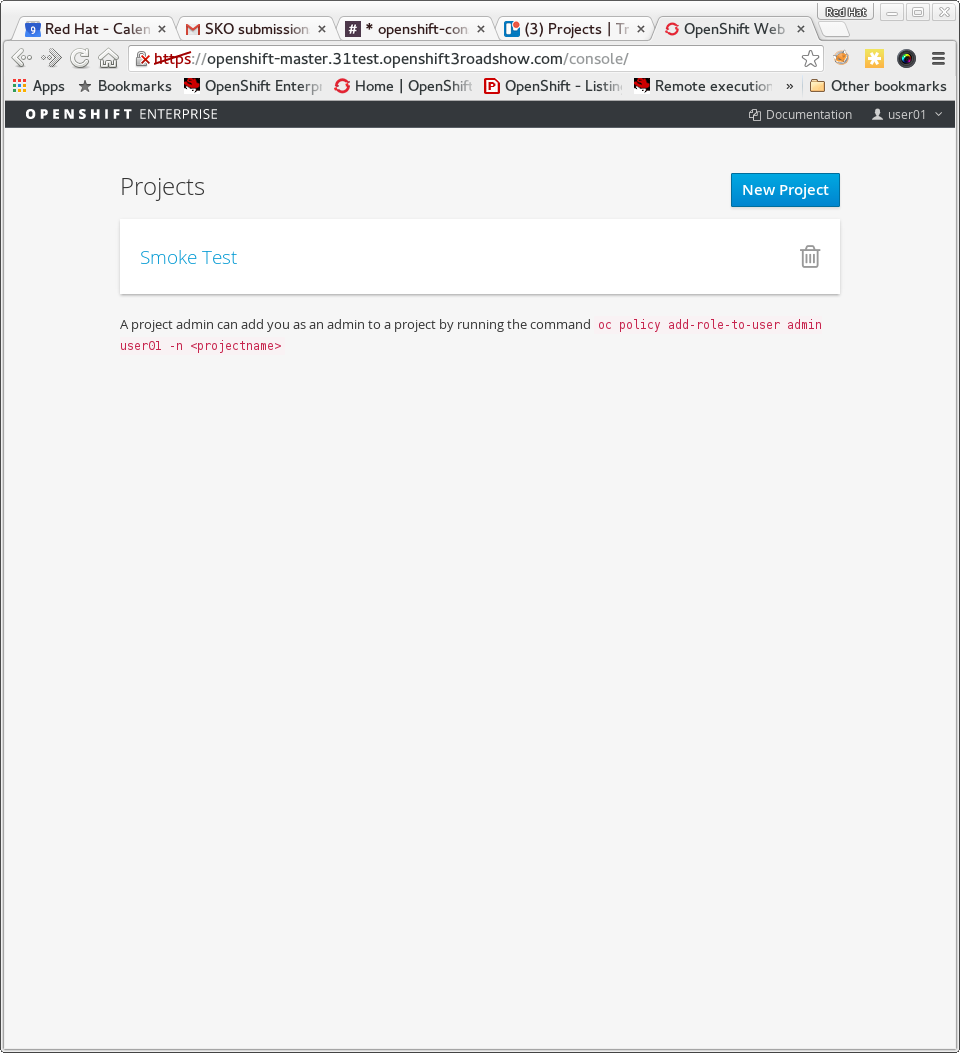 Red Hat
Red Hat - Calen
SKO submission
* openshift-con
(3) Projects | Tr
OpenShift Web
https://openshift-master.31test.openshift3roadshow.com/console/
Apps
Bookmarks
OpenShift Enterp
Home | OpenShift
OpenShift - Listin
Remote execution
»
Other bookmarks
OPENSHIFT ENTERPRISE
Documentation
user01
Projects
New Project
Smoke Test
A project admin can add you as an admin to a project by running the command oc policy add-role-to-user admin
user01 -n <projectname>